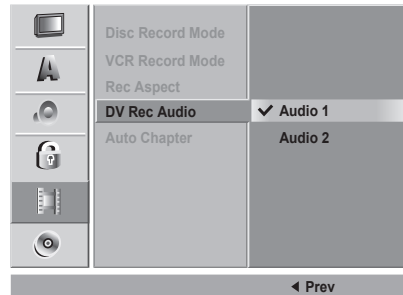 Disc Record Mode
VCR Record Mode
Rec Aspect
DV Rec Audio
✔ Audio 1
Audio 2
Auto Chapter
◀ Prev